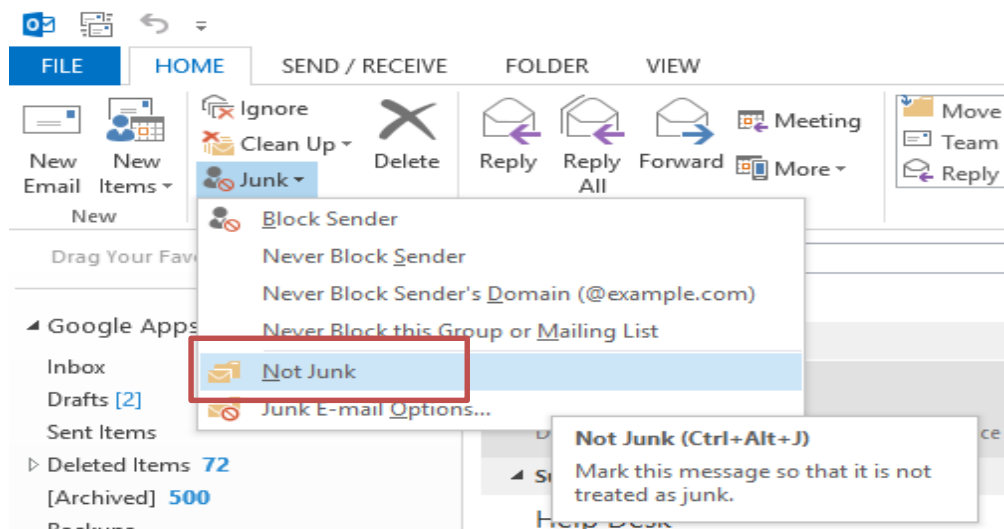 FILE HOME SEND / RECEIVE FOLDER VIEW
New Email
New Items
New
Ignore
Clean Up
Junk
Delete
Reply
Reply All
Forward
Meeting
More
Move
Team
Reply
Block Sender
Never Block Sender
Never Block Sender's Domain (@example.com)
Never Block this Group or Mailing List
Not Junk
Junk E-mail Options...
Not Junk (Ctrl+Alt+J)
Mark this message so that it is not
treated as junk.
Drag Your Fav
Google Apps
Inbox
Drafts [2]
Sent Items
Deleted Items 72
[Archived] 500
Backups
Help Desk